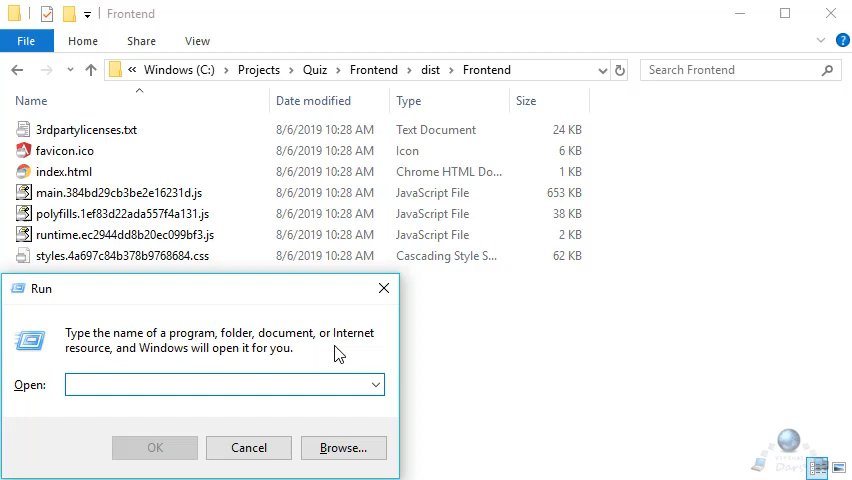 Frontend
File Home Share View
« Windows (C:) Projects Quiz Frontend dist Frontend Search Frontend
Name Date modified Type Size
3rdpartylicenses.txt 8/6/2019 10:28 AM Text Document 24 KB
favicon.ico 8/6/2019 10:28 AM Icon 6 KB
index.html 8/6/2019 10:28 AM Chrome HTML Do... 1 KB
main.384bd29cb3be2e16231d.js 8/6/2019 10:28 AM JavaScript File 653 KB
polyfills.1ef83d22ada557f4a131.js 8/6/2019 10:28 AM JavaScript File 38 KB
runtime.ec2944dd8b20ec099bf3.js 8/6/2019 10:28 AM JavaScript File 2 KB
styles.4a697c84b378b9768684.css 8/6/2019 10:28 AM Cascading Style S... 62 KB
Run
Type the name of a program, folder, document, or Internet
resource, and Windows will open it for you.
Open:
OK Cancel Browse...